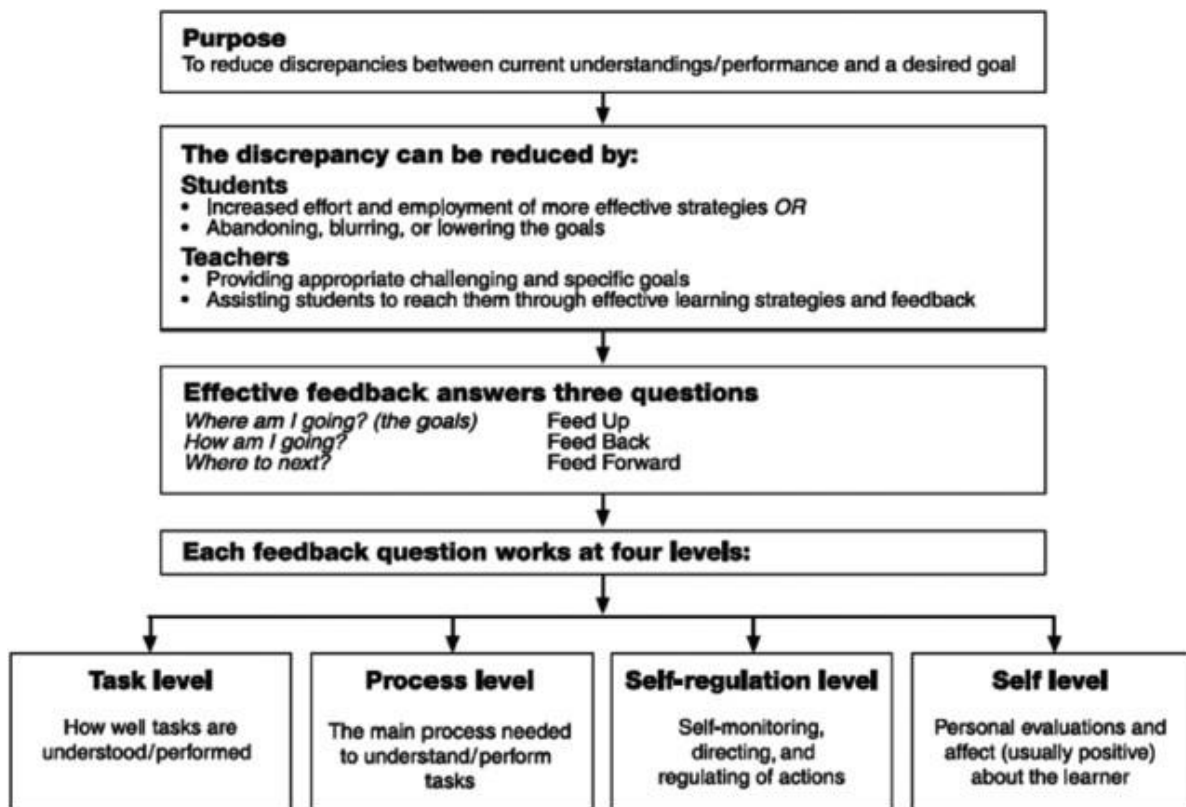 Purpose
To reduce discrepancies between current understandings/performance and a desired goal
The discrepancy can be reduced by:
Students
• Increased effort and employment of more effective strategies OR
• Abandoning, blurring, or lowering the goals
Teachers
• Providing appropriate challenging and specific goals
• Assisting students to reach them through effective learning strategies and feedback
Effective feedback answers three questions
Where am I going? (the goals) Feed Up
How am I going? Feed Back
Where to next? Feed Forward
Each feedback question works at four levels:
Task level
How well tasks are
understood/performed
Process level
The main process needed
to understand/perform
tasks
Self-regulation level
Self-monitoring,
directing, and
regulating of actions
Self level
Personal evaluations and
affect (usually positive)
about the learner